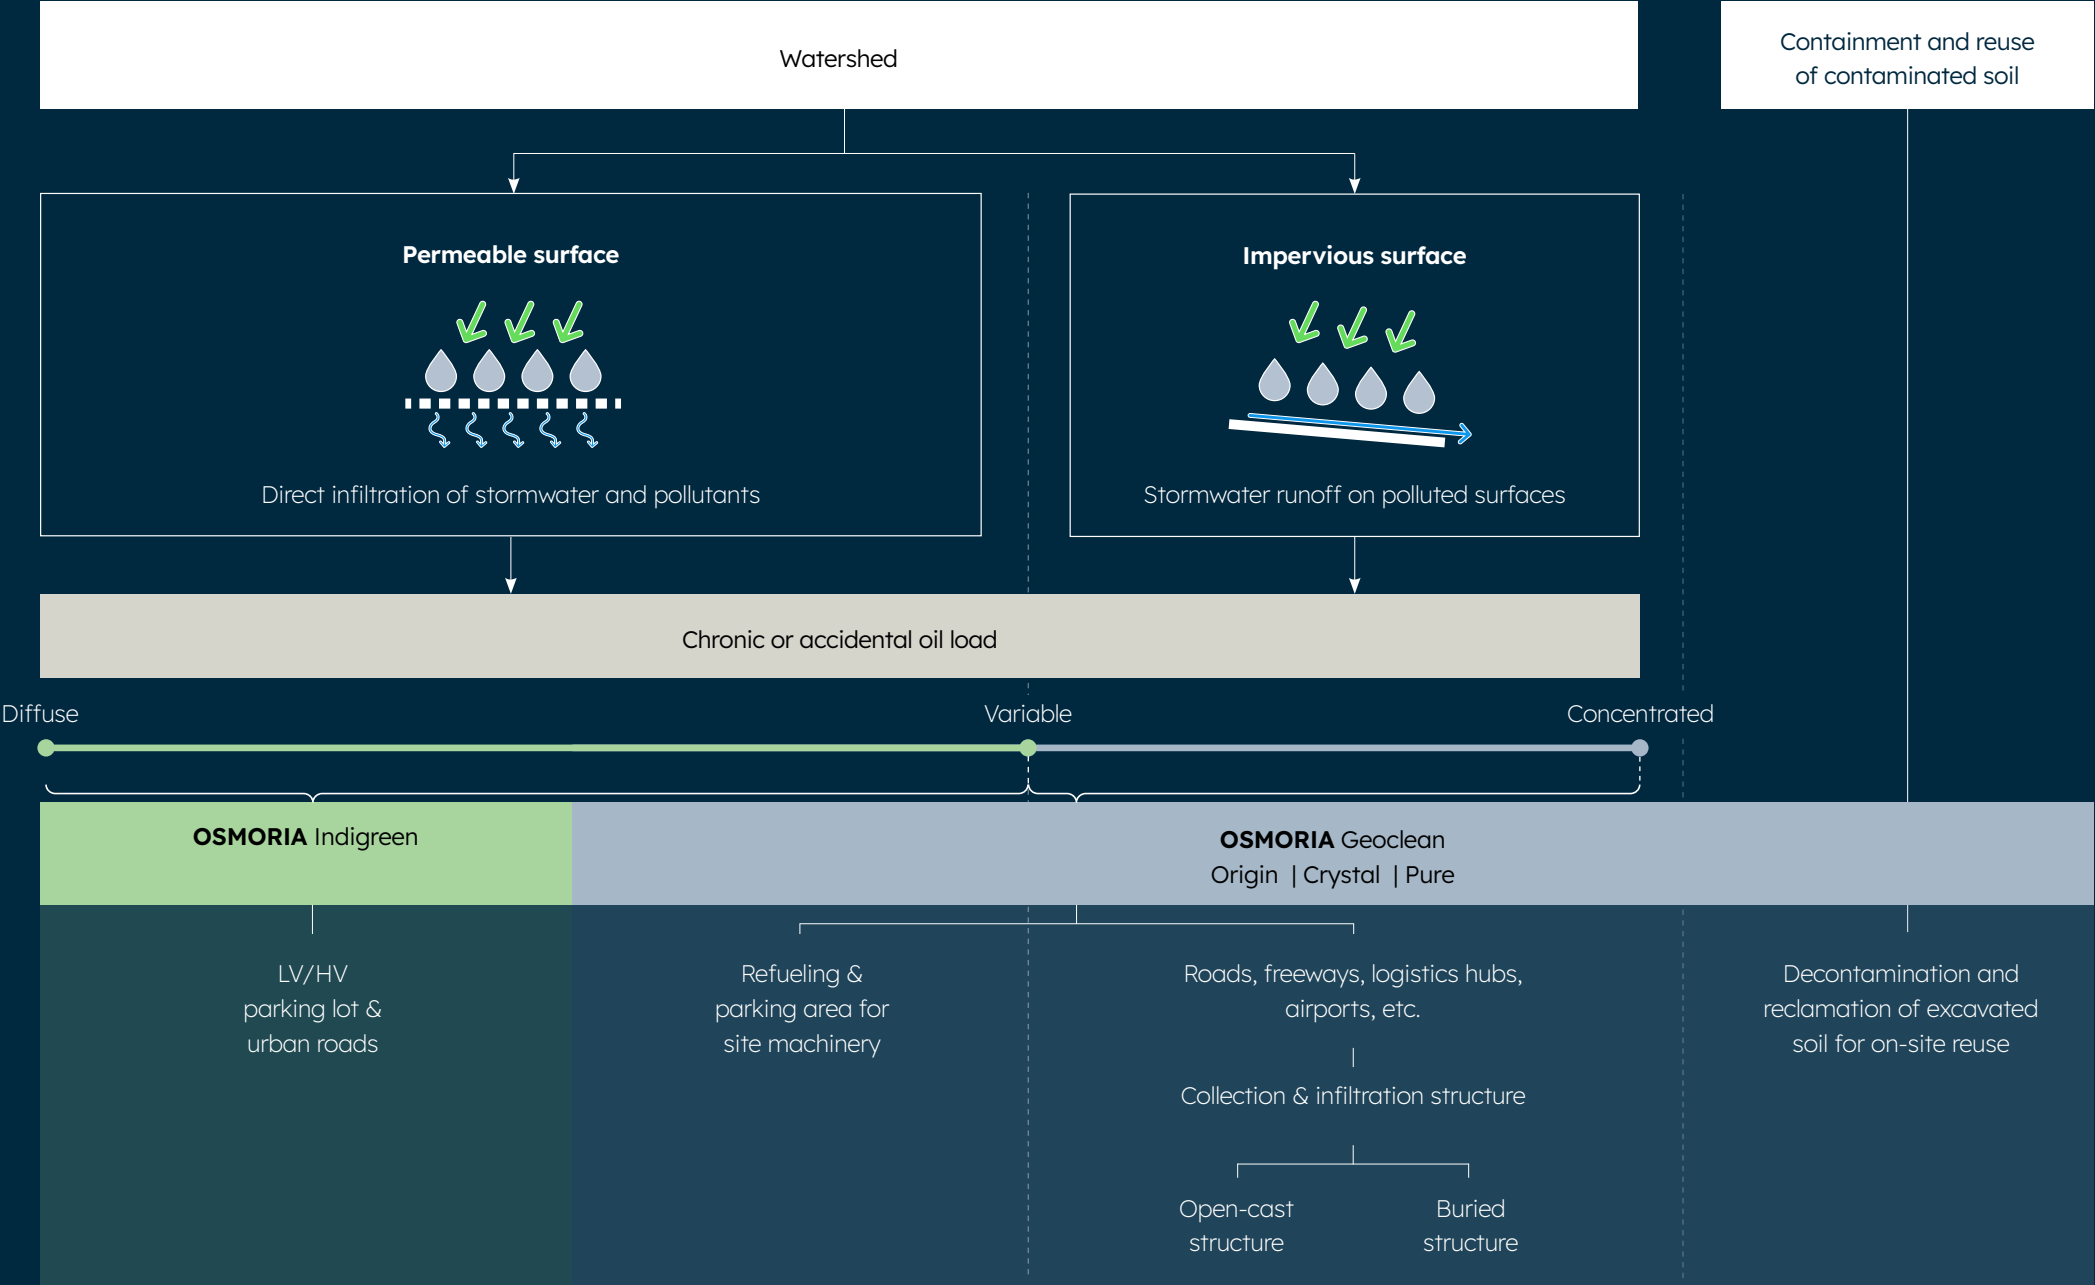 Watershed
Containment and reuse
of contaminated soil
Permeable surface
Direct infiltration of stormwater and pollutants
Impervious surface
Stormwater runoff on polluted surfaces
Chronic or accidental oil load
Diffuse
Variable
Concentrated
OSMORIA Indigreen
OSMORIA Geoclean
Origin | Crystal | Pure
LV/HV
parking lot &
urban roads
Refueling &
parking area for
site machinery
Roads, freeways, logistics hubs,
airports, etc.
Collection & infiltration structure
Open-cast
structure
Buried
structure
Decontamination and
reclamation of excavated
soil for on-site reuse